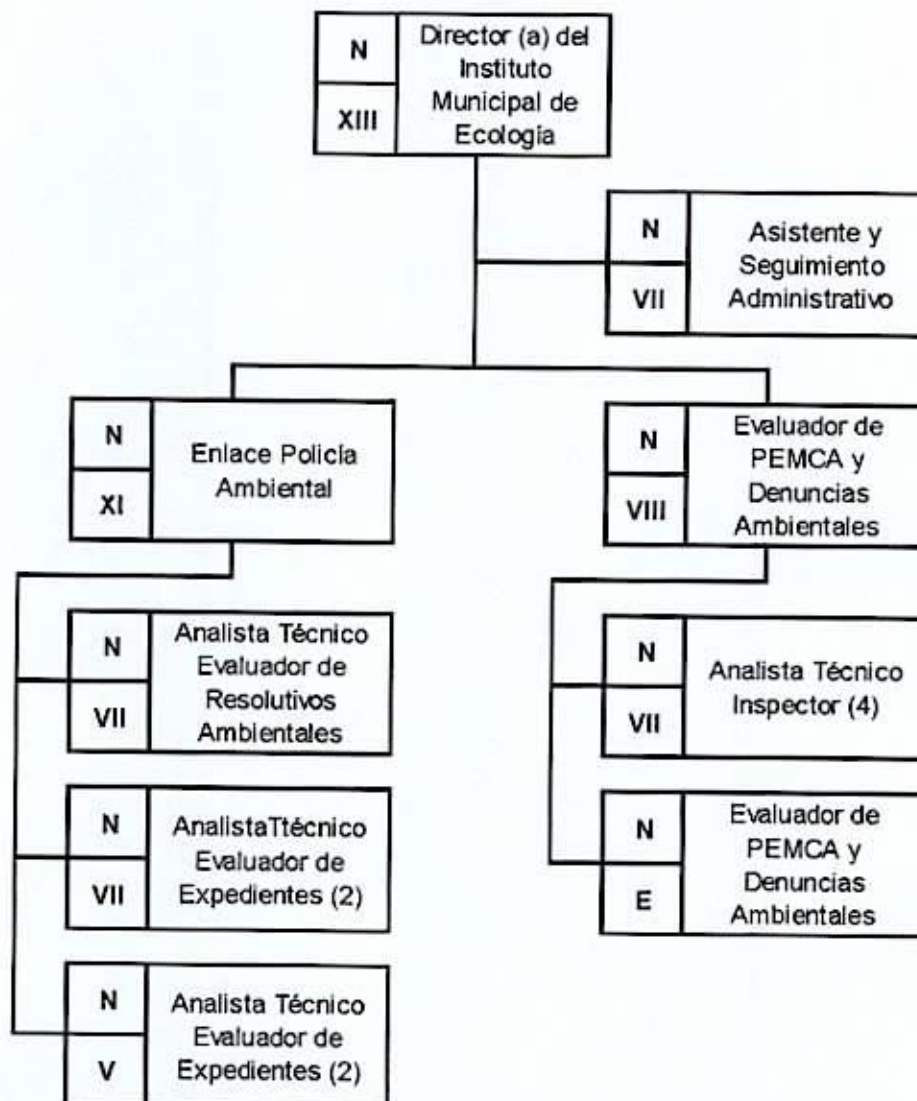 N
XIII
Director (a) del
Instituto
Municipal de
Ecología
N
VII
Asistente y
Seguimiento
Administrativo
N
XI
Enlace Policía
Ambiental
N
VIII
Evaluador de
PEMCA y
Denuncias
Ambientales
N
VII
Analista Técnico
Evaluador de
Resolutivos
Ambientales
N
VII
Analista Técnico
Inspector (4)
N
VII
AnalistaTtécnico
Evaluador de
Expedientes (2)
N
E
Evaluador de
PEMCA y
Denuncias
Ambientales
N
V
Analista Técnico
Evaluador de
Expedientes (2)